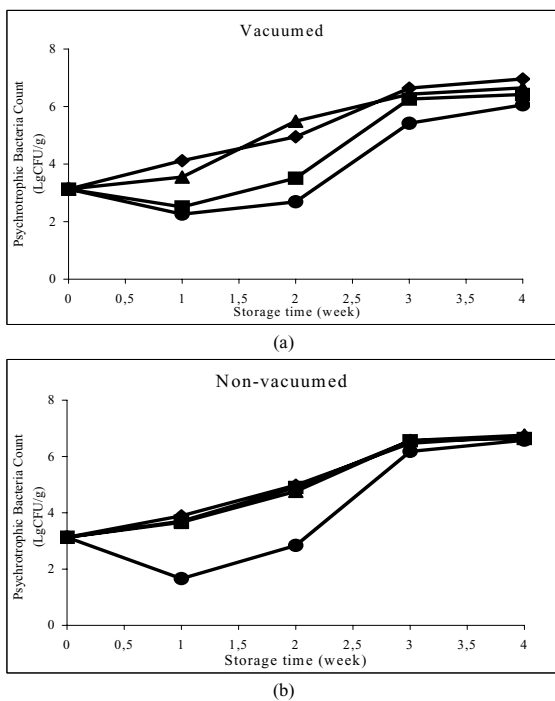 Vacuumed
Psychrotrophic Bacteria Count
(LgCFU/g)
8
6
4
2
0
0 0,5 1 1,5 2 2,5 3 3,5 4
Storage time (week)
(a)
Non-vacuumed
Psychrotrophic Bacteria Count
(LgCFU/g)
8
6
4
2
0
0 0,5 1 1,5 2 2,5 3 3,5 4
Storage time (week)
(b)